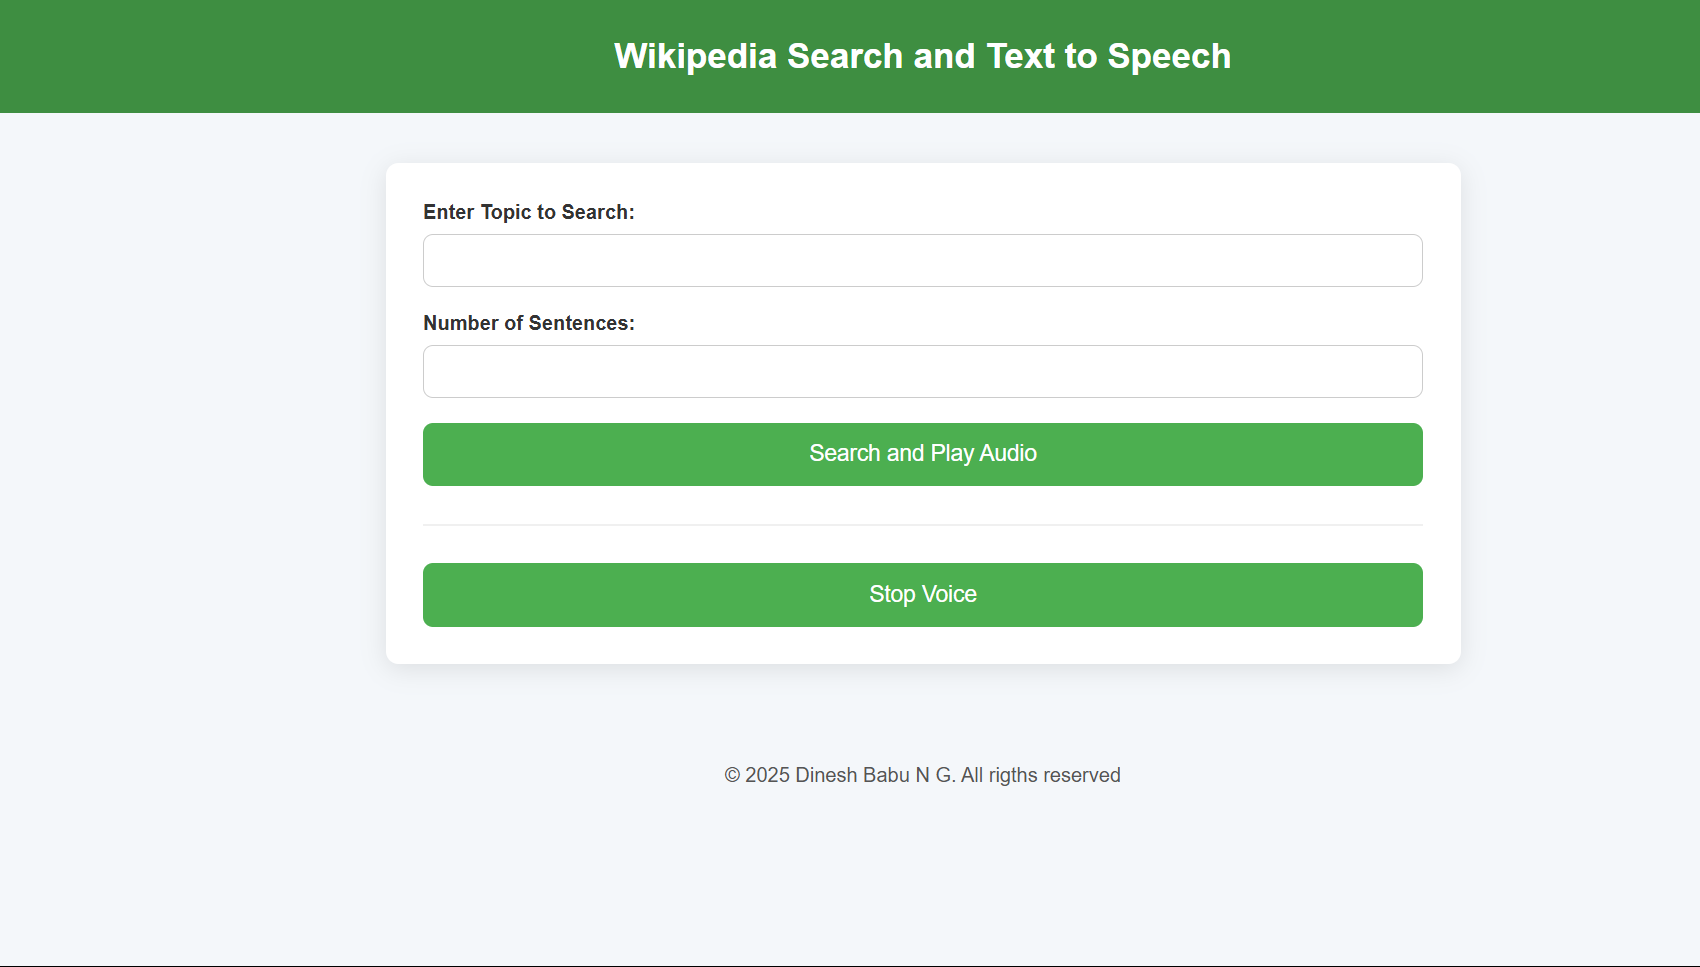 Wikipedia Search and Text to Speech
Enter Topic to Search:
Number of Sentences:
Search and Play Audio
Stop Voice
© 2025 Dinesh Babu N G. All rigths reserved